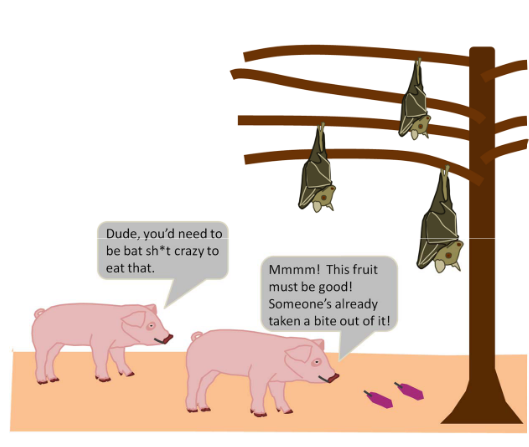 Dude, you'd need to
be bat sh*t crazy to
eat that.
Mmmm!  This fruit
must be good!
Someone's already
taken a bite out of it!